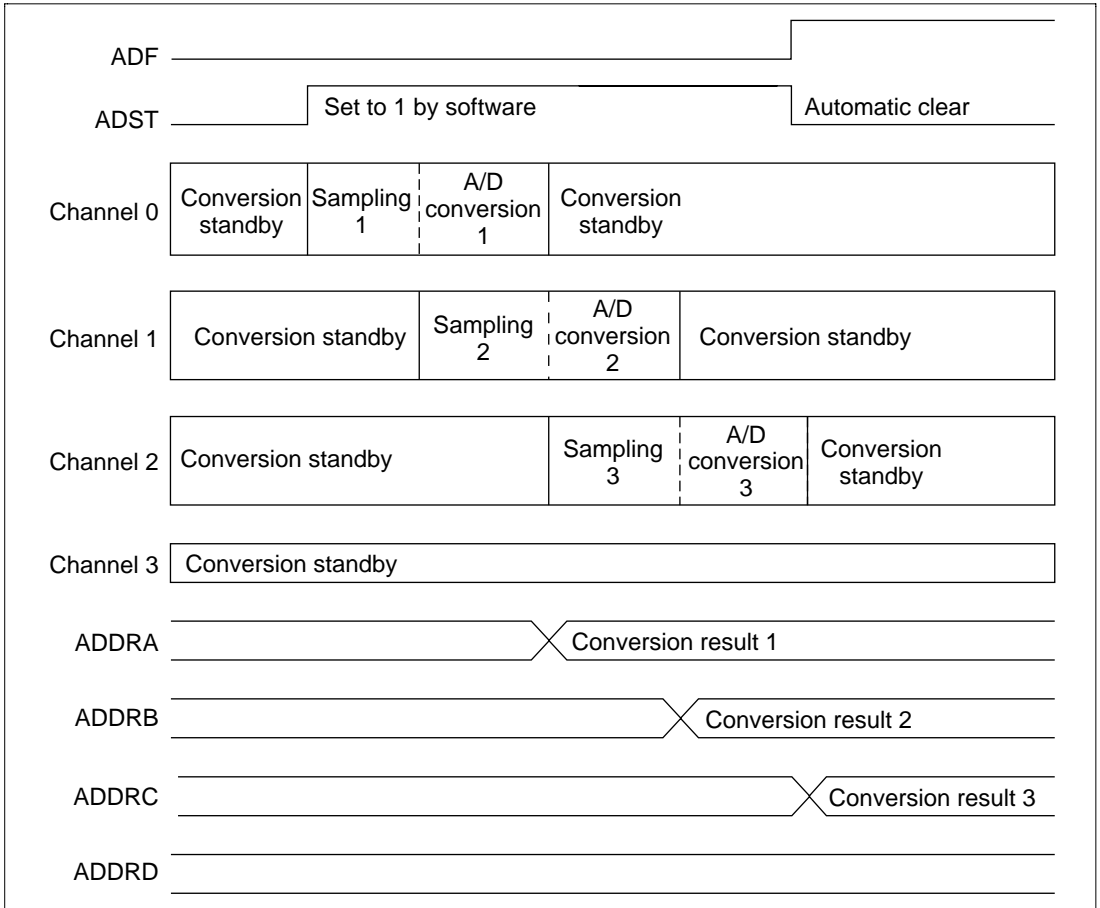 ADF
ADST
Set to 1 by software
Automatic clear
Channel 0
Conversion
standby
Sampling
1
A/D
conversion
1
Conversion
standby
Channel 1
Conversion standby
Sampling
2
A/D
conversion
2
Conversion standby
Channel 2
Conversion standby
Sampling
3
A/D
conversion
3
Conversion
standby
Channel 3
Conversion standby
ADDRA
Conversion result 1
ADDRB
Conversion result 2
ADDRC
Conversion result 3
ADDRD